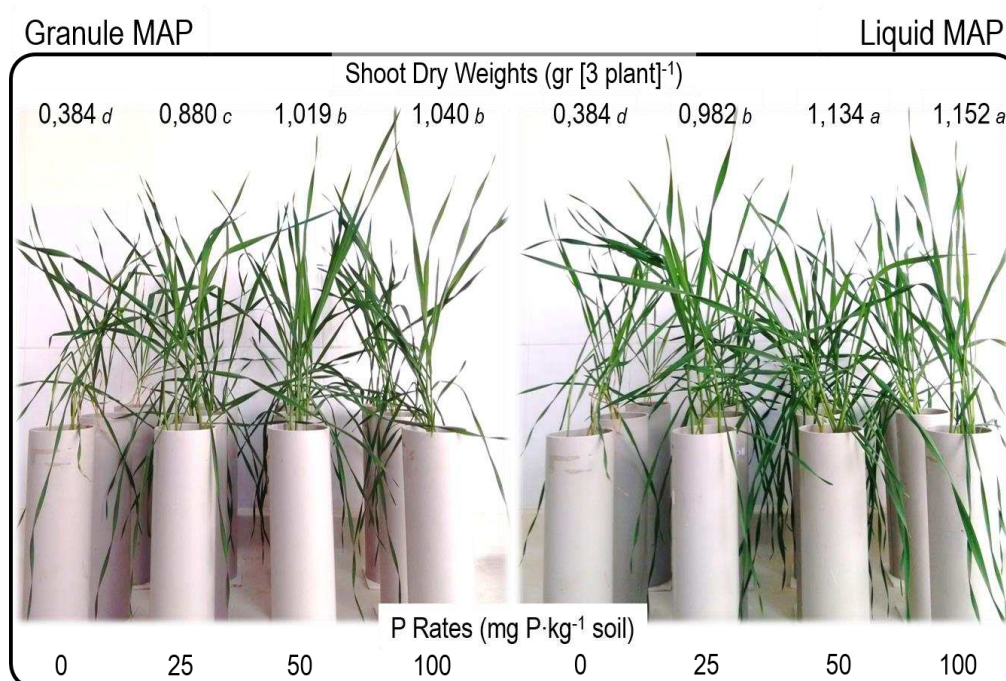 Granule MAP Liquid MAP
Shoot Dry Weights (gr [3 plant]⁻¹)
0,384 d 0,880 c 1,019 b 1,040 b 0,384 d 0,982 b 1,134 a 1,152 a
P Rates (mg P·kg⁻¹ soil)
0 25 50 100 0 25 50 100